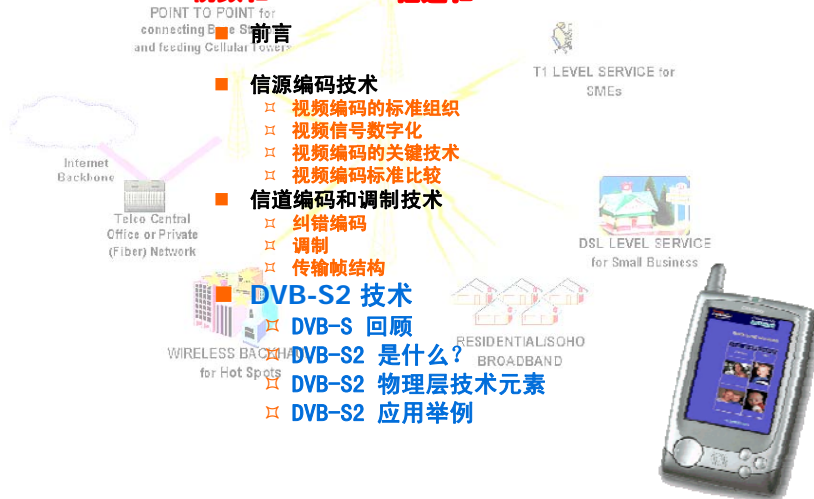 POINT TO POINT for
connecting Base Stations
and feeding Cellular Towers
前言
T1 LEVEL SERVICE for
SMEs
信源编码技术
视频编码的标准组织
视频信号数字化
视频编码的关键技术
视频编码标准比较
Internet
Backbone
信道编码和调制技术
纠错编码
调制
传输帧结构
Telco Central
Office or Private
(Fiber) Network
DSL LEVEL SERVICE
for Small Business
DVB-S2 技术
DVB-S 回顾
DVB-S2 是什么?
DVB-S2 物理层技术元素
DVB-S2 应用举例
WIRELESS BACKHAUL
for Hot Spots
RESIDENTIAL/SOHO
BROADBAND